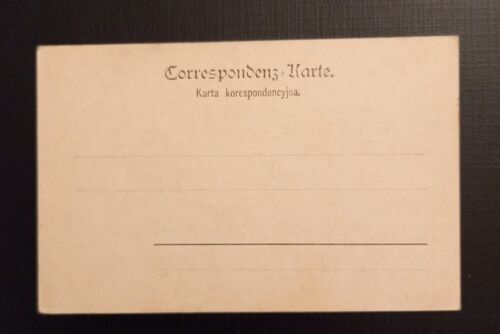 Correspondenz-Karte.
Karta korespondencyjna.